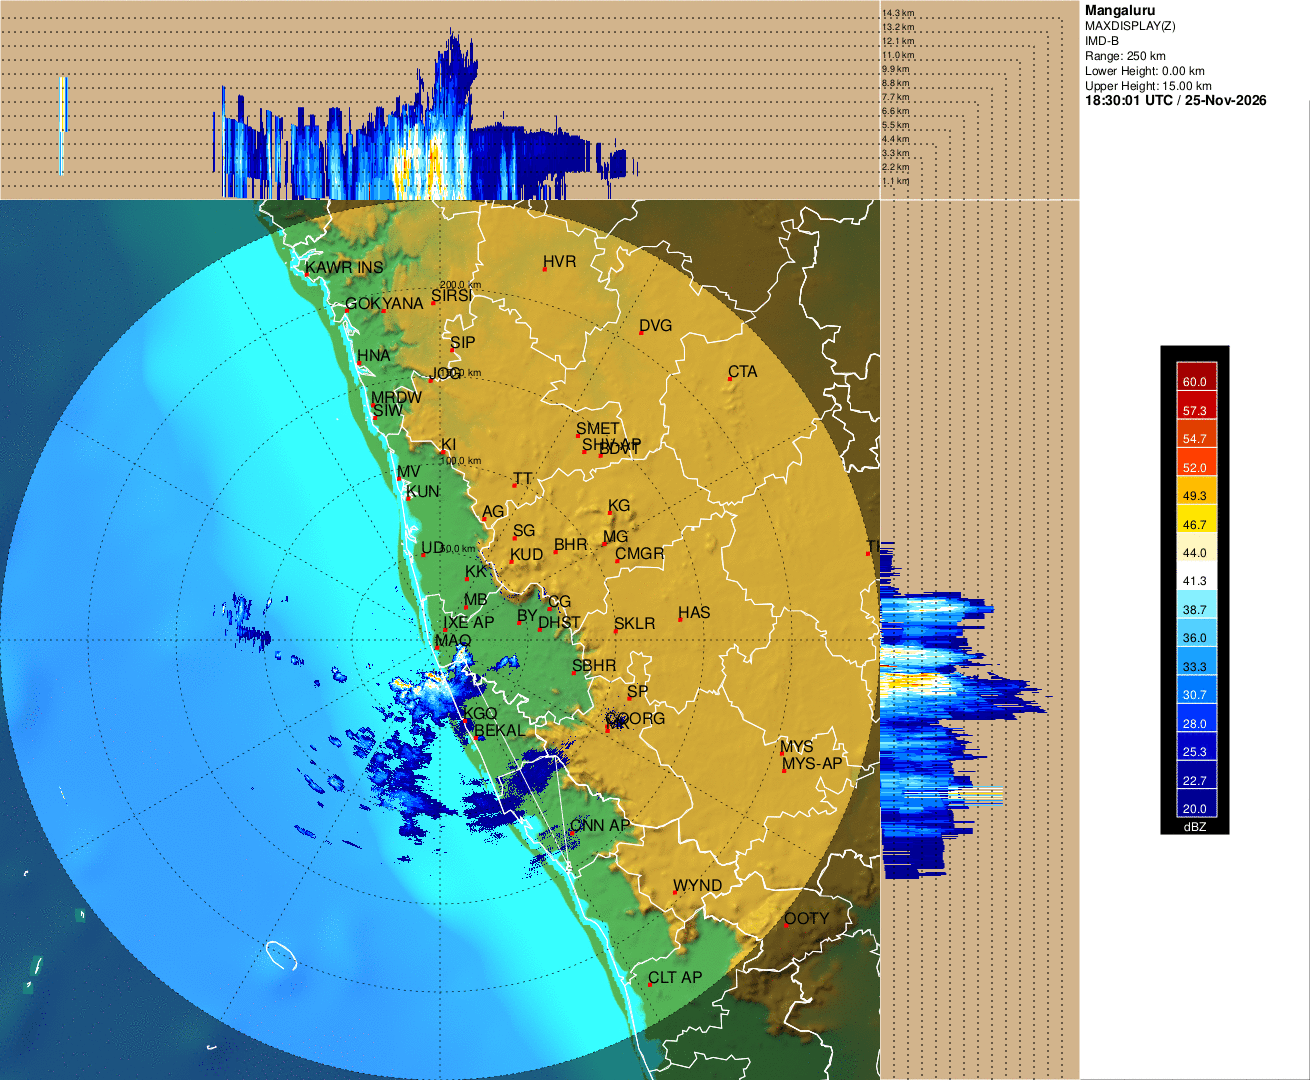 14.3 km
13.2 km
12.1 km
11.0 km
9.9 km
8.8 km
7.7 km
6.6 km
5.5 km
4.4 km
3.3 km
2.2 km
1.1 km
Mangaluru
MAXDISPLAY(Z)
IMD-B
Range: 250 km
Lower Height: 0.00 km
Upper Height: 15.00 km
18:30:01 UTC / 25-Nov-2026
HVR
KAWR INS
200.0 km
SIRSI
GOKYANA
DVG
SIP
HNA
JOG
CTA
MRDW
SIW
SMET
SHV-AP
BDVT
KI
100.0 km
MV
TT
KUN
KG
AG
SG
MG
UD
50.0 km
KUD
BHR
CMGR
KK
MB
CG
IXE AP
BY
DHST
SKLR
HAS
MAQ
SBHR
SP
KGQ
COORG
BEKAL
MYS
MYS-AP
CNN AP
WYND
OOTY
CLT AP
60.0
57.3
54.7
52.0
49.3
46.7
44.0
41.3
38.7
36.0
33.3
30.7
28.0
25.3
22.7
20.0
dBZ